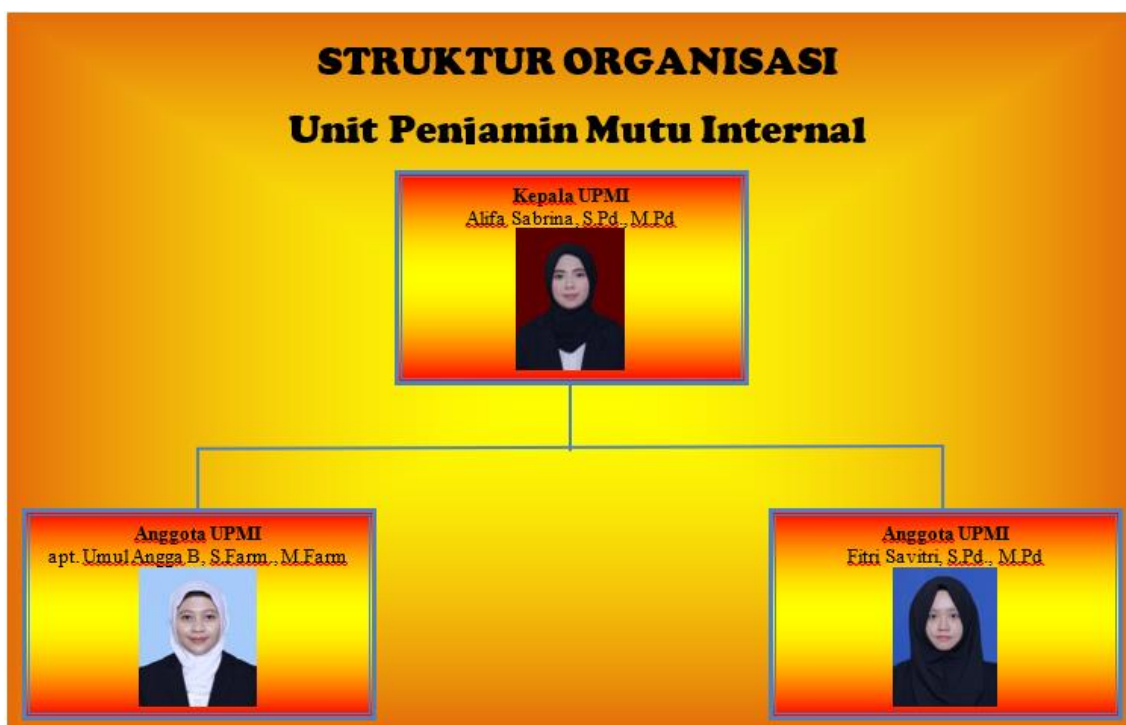 STRUKTUR ORGANISASI
Unit Penjamin Mutu Internal
Kepala UPMI
Alifa Sabrina, S.Pd., M.Pd
Anggota UPMI
apt. Umul Angga B, S.Farm., M.Farm
Anggota UPMI
Fitri Savitri, S.Pd., M.Pd